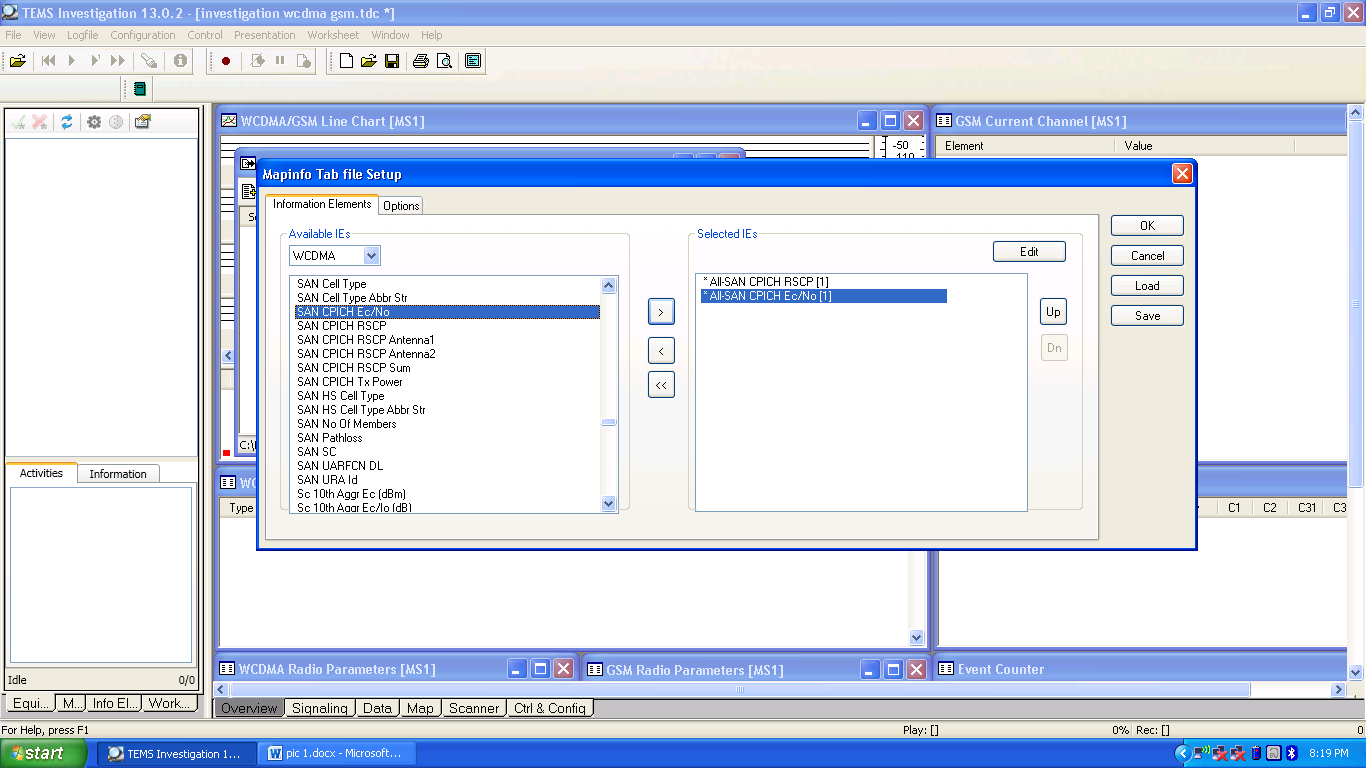 TEMS Investigation 13.0.2 - [investigation wcdma gsm.tdc *]
File View Logfile Configuration Control Presentation Worksheet Window Help
WCDMA/GSM Line Chart [MS1]
GSM Current Channel [MS1]
-50
-110
Element Value
Mapinfo Tab file Setup
Information Elements Options
Available IEs
WCDMA
SAN Cell Type
SAN Cell Type Abbr Str
SAN CPICH Ec/No
SAN CPICH RSCP
SAN CPICH RSCP Antenna1
SAN CPICH RSCP Antenna2
SAN CPICH RSCP Sum
SAN CPICH Tx Power
SAN HS Cell Type
SAN HS Cell Type Abbr Str
SAN No Of Members
SAN Pathloss
SAN SC
SAN UARFCN DL
SAN URA Id
Sc 10th Aggr Ec (dBm)
Sc 10th Aggr Ec/Io (dB)
>
<
<<
Selected IEs
Edit
* All-SAN CPICH RSCP [1]
* All-SAN CPICH Ec/No [1]
Up
Dn
OK
Cancel
Load
Save
Type
C1 C2 C31 C3
Activities Information
Idle 0/0
Equi... M... Info El... Work...
WCDMA Radio Parameters [MS1]
GSM Radio Parameters [MS1]
Event Counter
Overview Signaling Data Map Scanner Ctrl & Config
For Help, press F1 Play: [] 0% Rec: [] 0
start TEMS Investigation 1... pic 1.docx - Microsoft... 8:19 PM